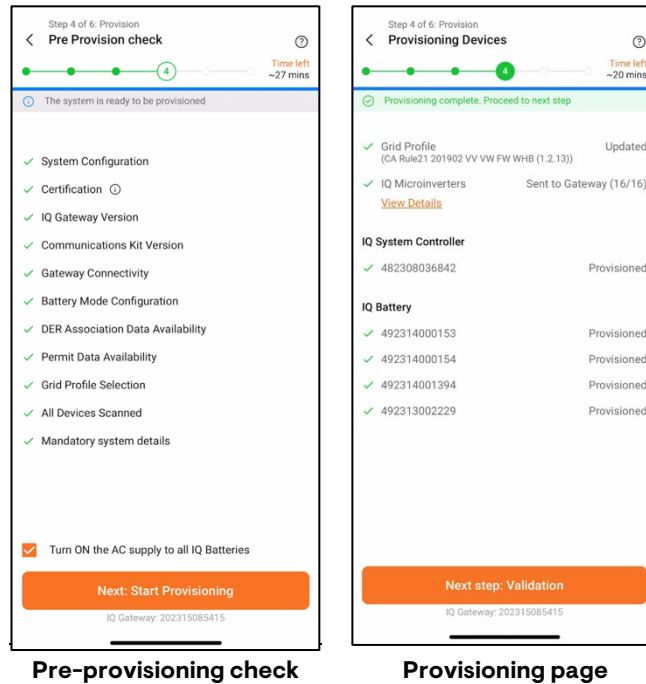 Step 4 of 6: Provision
Pre Provision check
4
Time left
~27 mins
The system is ready to be provisioned
System Configuration
Certification
IQ Gateway Version
Communications Kit Version
Gateway Connectivity
Battery Mode Configuration
DER Association Data Availability
Permit Data Availability
Grid Profile Selection
All Devices Scanned
Mandatory system details
Turn ON the AC supply to all IQ Batteries
Next: Start Provisioning
IQ Gateway: 202315085415
Pre-provisioning check
Step 4 of 6: Provision
Provisioning Devices
4
Time left
~20 mins
Provisioning complete. Proceed to next step
Grid Profile Updated
(CA Rule21 201902 VV VW FW WHB (1.2.13))
IQ Microinverters Sent to Gateway (16/16)
View Details
IQ System Controller
482308036842 Provisioned
IQ Battery
492314000153 Provisioned
492314000154 Provisioned
492314001394 Provisioned
492313002229 Provisioned
Next step: Validation
IQ Gateway: 202315085415
Provisioning page